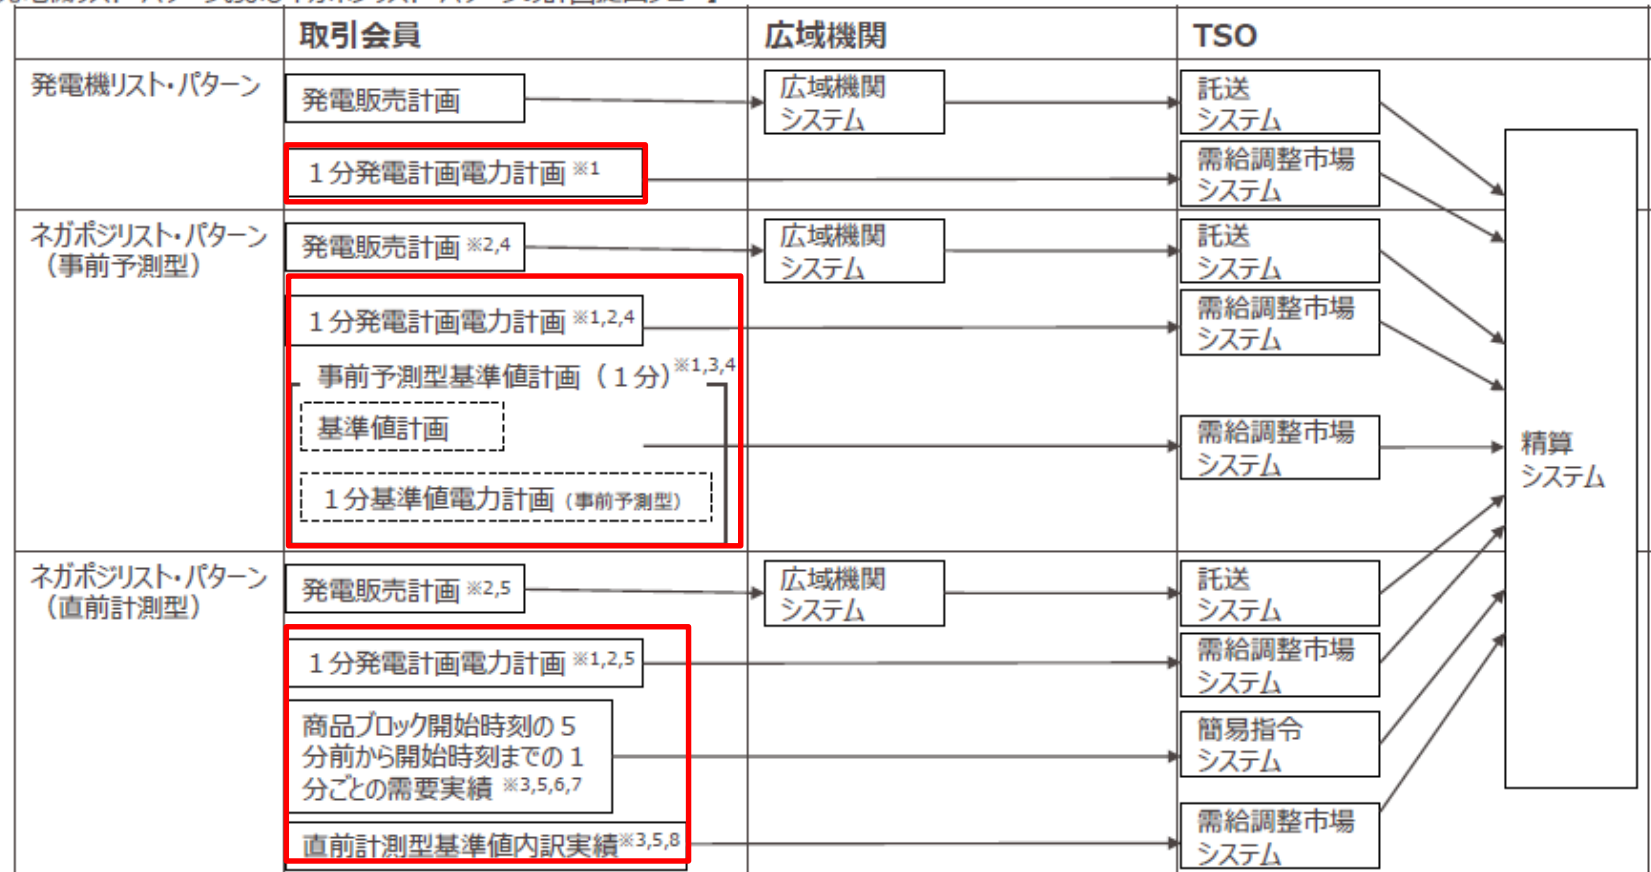 取引会員
広域機関
TSO
発電機リスト・パターン
発電販売計画
広域機関
システム
託送
システム
１分発電計画電力計画 ※1
需給調整市場
システム
ネガポジリスト・パターン
（事前予測型）
発電販売計画 ※2,4
広域機関
システム
託送
システム
１分発電計画電力計画 ※1,2,4
需給調整市場
システム
事前予測型基準値計画（１分）※1,3,4
基準値計画
１分基準値電力計画（事前予測型）
需給調整市場
システム
精算
システム
ネガポジリスト・パターン
（直前計測型）
発電販売計画 ※2,5
広域機関
システム
託送
システム
１分発電計画電力計画 ※1,2,5
需給調整市場
システム
商品ブロック開始時刻の５
分前から開始時刻までの１
分ごとの需要実績 ※3,5,6,7
簡易指令
システム
直前計測型基準値内訳実績※3,5,8
需給調整市場
システム